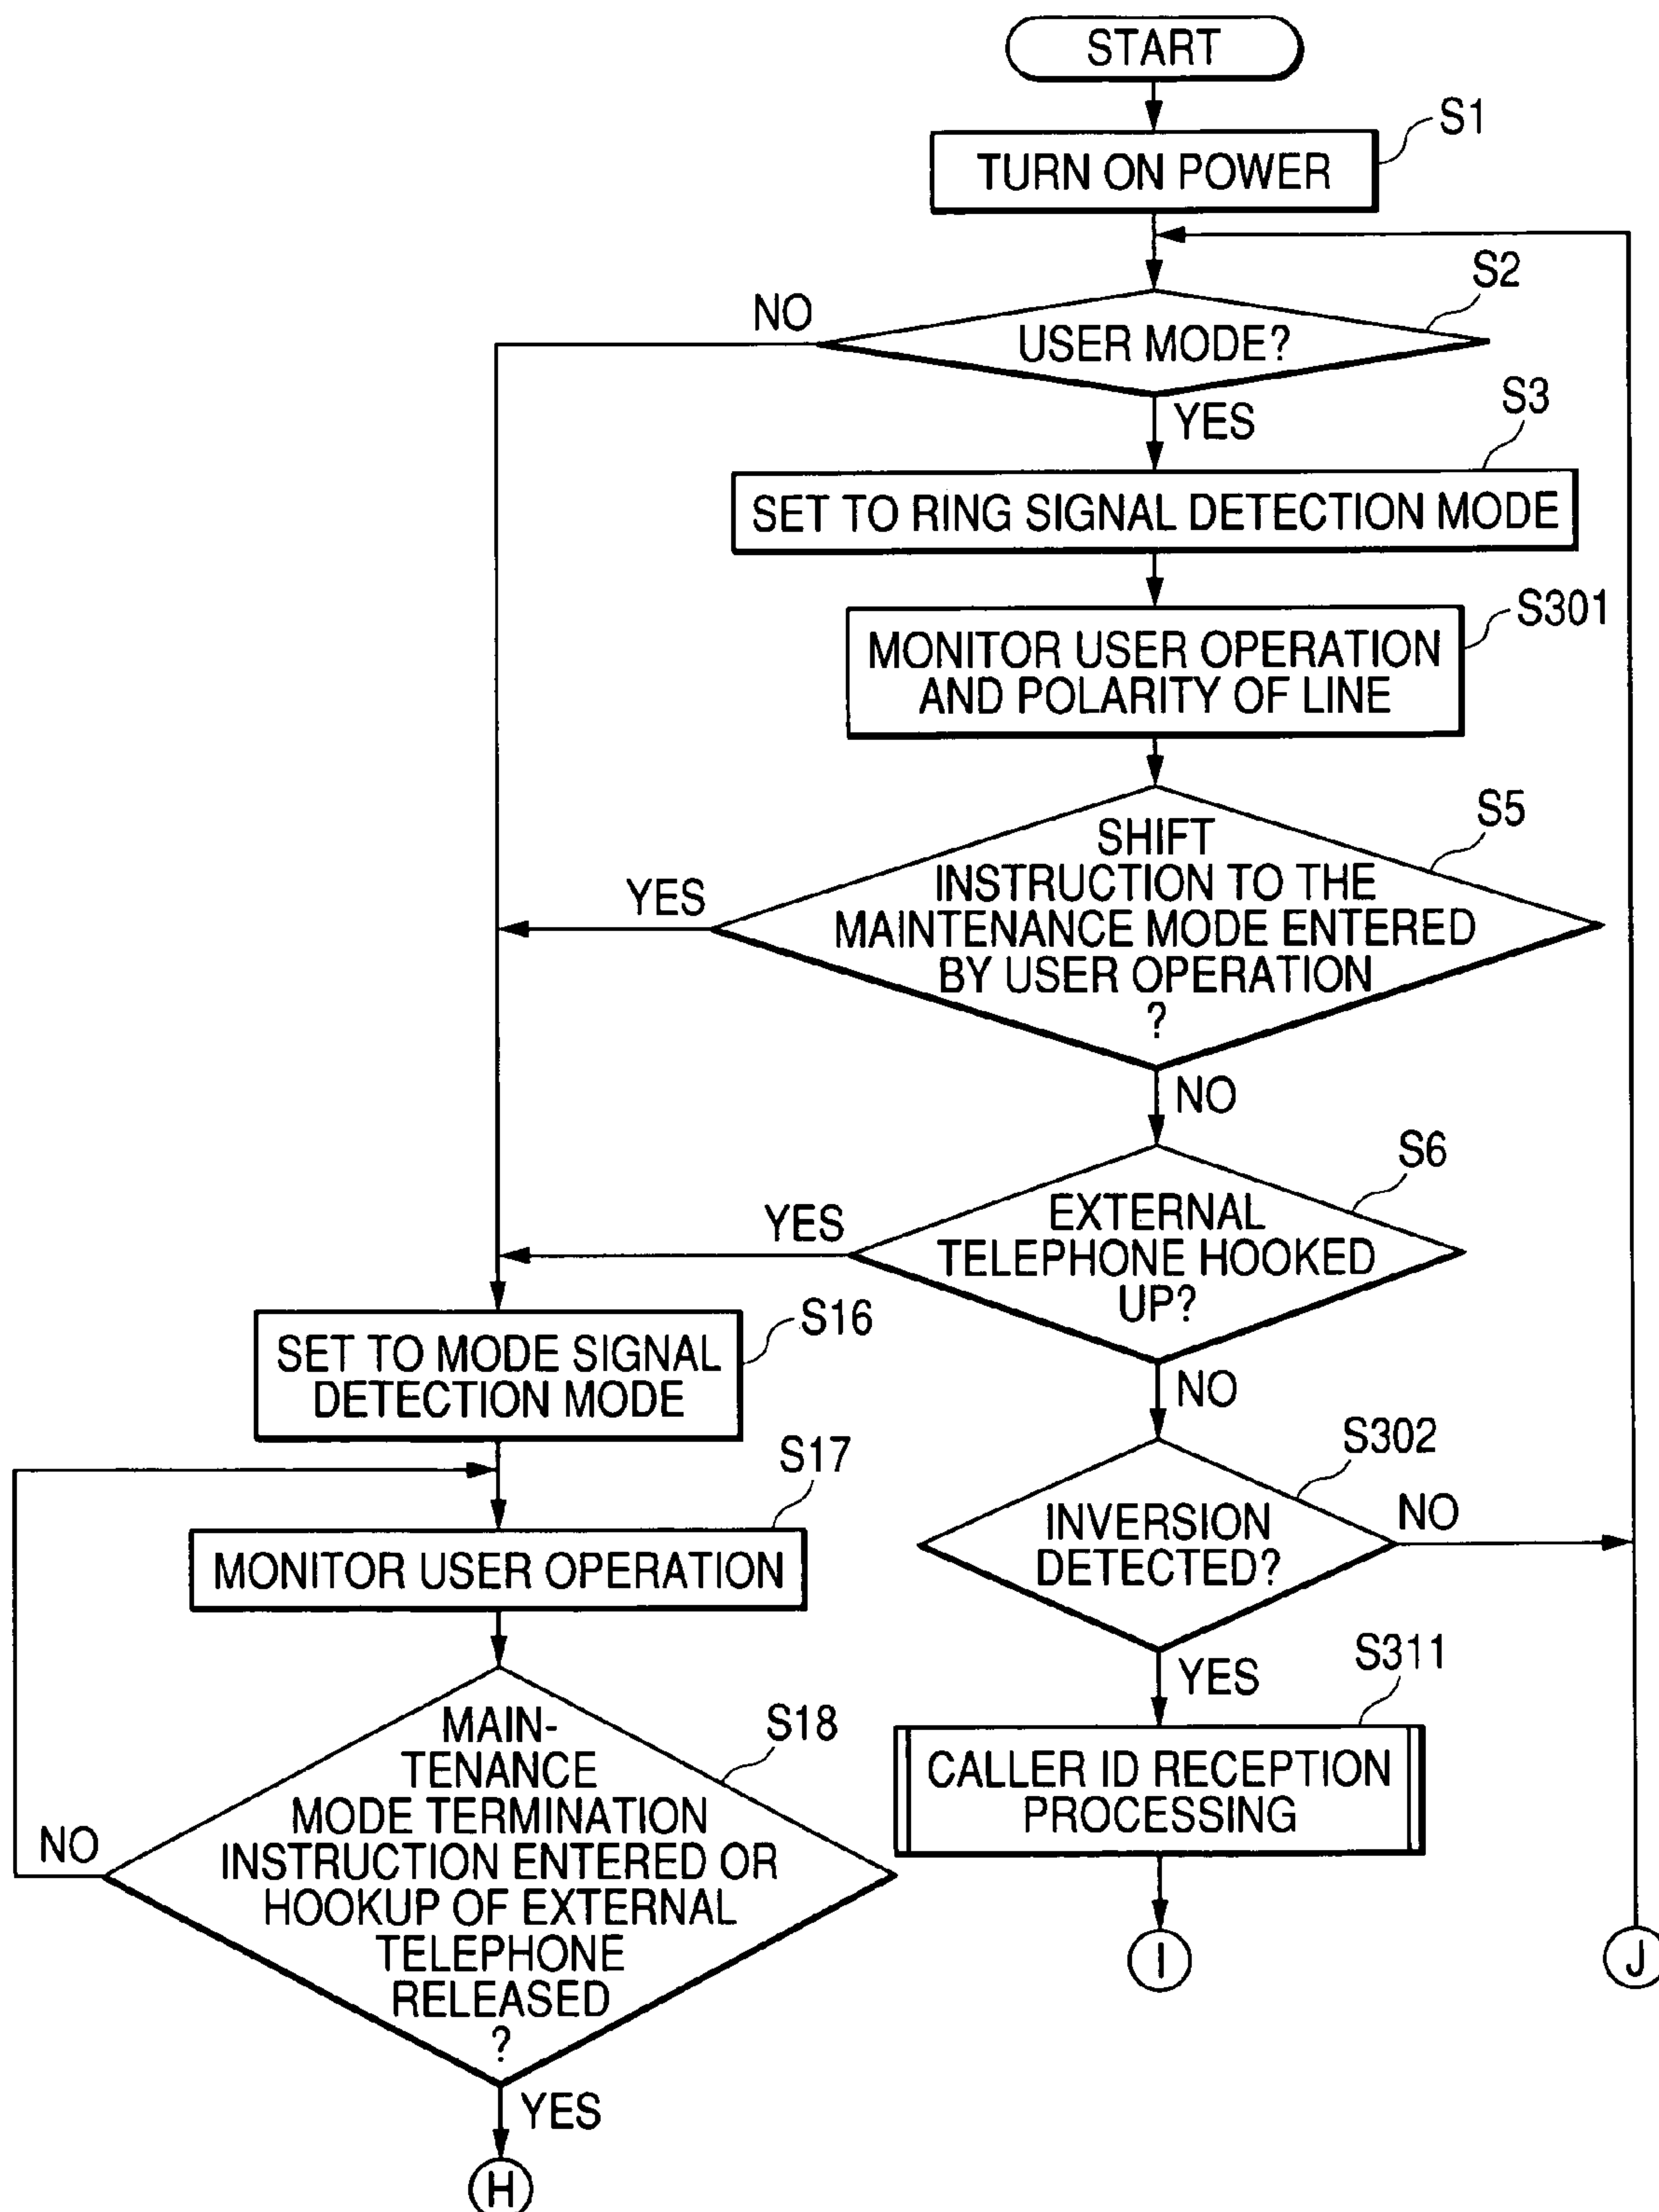 START
S1
TURN ON POWER
S2
NO
USER MODE?
YES
S3
SET TO RING SIGNAL DETECTION MODE
S301
MONITOR USER OPERATION
AND POLARITY OF LINE
S5
SHIFT
INSTRUCTION TO THE
MAINTENANCE MODE ENTERED
BY USER OPERATION
?
YES
NO
S6
EXTERNAL
TELEPHONE HOOKED
UP?
YES
NO
S16
SET TO MODE SIGNAL
DETECTION MODE
S302
INVERSION
DETECTED?
NO
YES
S17
MONITOR USER OPERATION
S311
CALLER ID RECEPTION
PROCESSING
S18
MAIN-
TENANCE
MODE TERMINATION
INSTRUCTION ENTERED OR
HOOKUP OF EXTERNAL
TELEPHONE
RELEASED
?
NO
YES
I
J
H